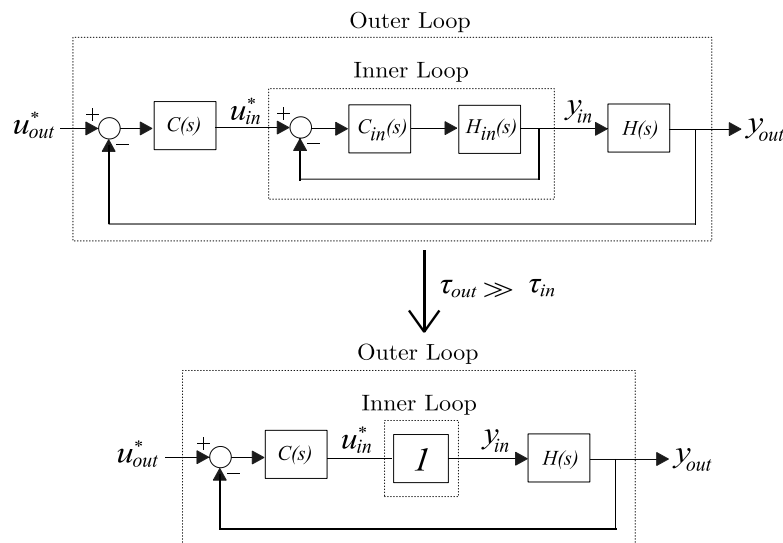 Outer Loop
Inner Loop
u*out + − C(s) u*in + − Cin(s) Hin(s) yin H(s) yout
τout ≫ τin
Outer Loop
Inner Loop
u*out + − C(s) u*in 1 yin H(s) yout